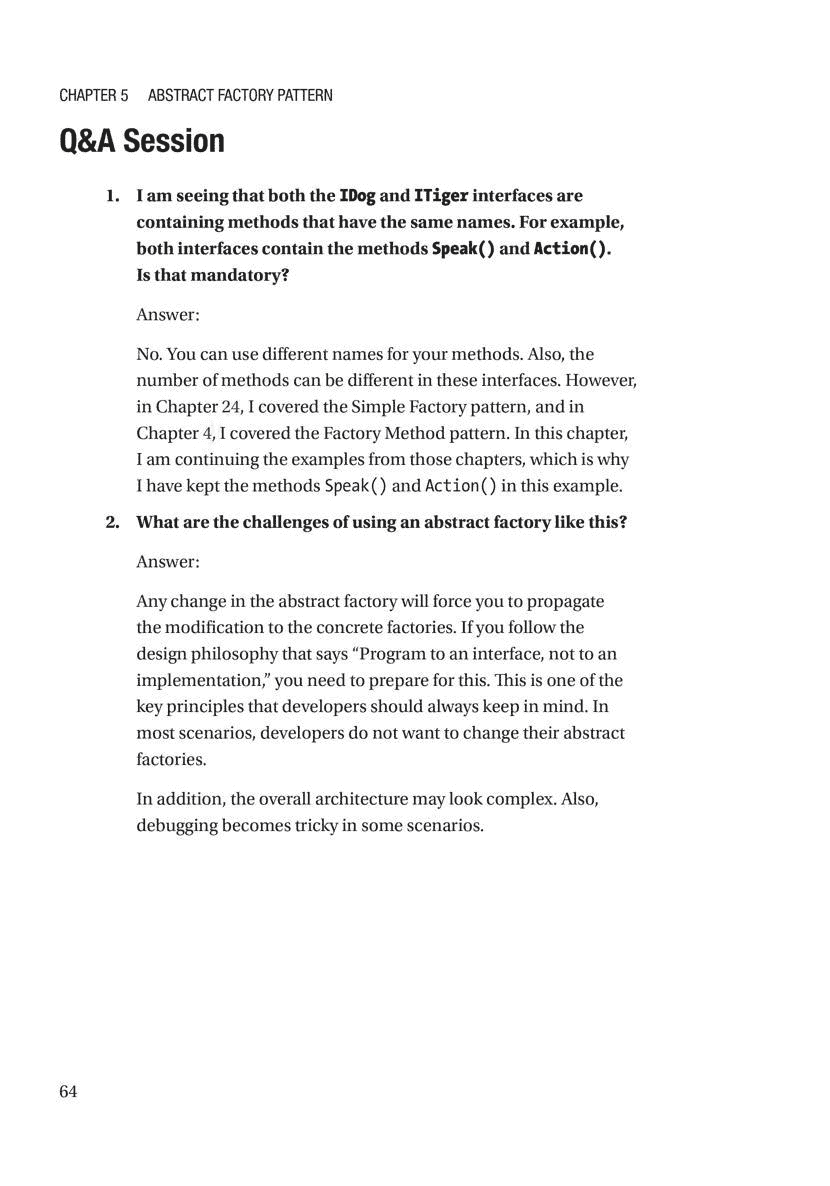 CHAPTER 5 ABSTRACT FACTORY PATTERN
Q&A Session
1. I am seeing that both the IDog and ITiger interfaces are
containing methods that have the same names. For example,
both interfaces contain the methods Speak() and Action().
Is that mandatory?
Answer:
No. You can use different names for your methods. Also, the
number of methods can be different in these interfaces. However,
in Chapter 24, I covered the Simple Factory pattern, and in
Chapter 4, I covered the Factory Method pattern. In this chapter,
I am continuing the examples from those chapters, which is why
I have kept the methods Speak() and Action() in this example.
2. What are the challenges of using an abstract factory like this?
Answer:
Any change in the abstract factory will force you to propagate
the modification to the concrete factories. If you follow the
design philosophy that says “Program to an interface, not to an
implementation,” you need to prepare for this. This is one of the
key principles that developers should always keep in mind. In
most scenarios, developers do not want to change their abstract
factories.
In addition, the overall architecture may look complex. Also,
debugging becomes tricky in some scenarios.
64